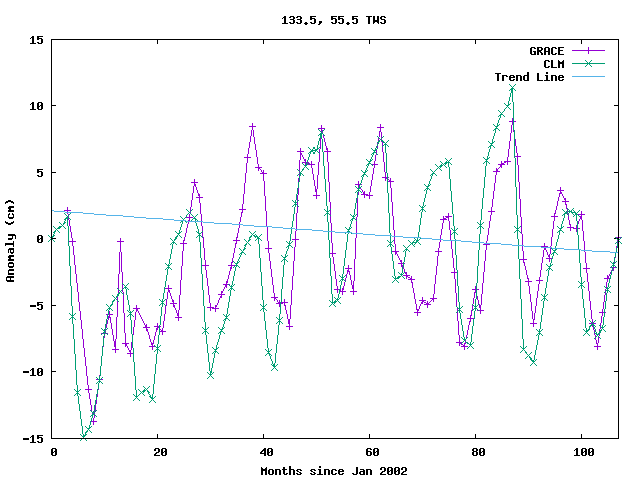 133.5, 55.5 TWS
GRACE
CLM
Trend Line
15
10
5
0
-5
-10
-15
Anomaly (cm)
0 20 40 60 80 100
Months since Jan 2002